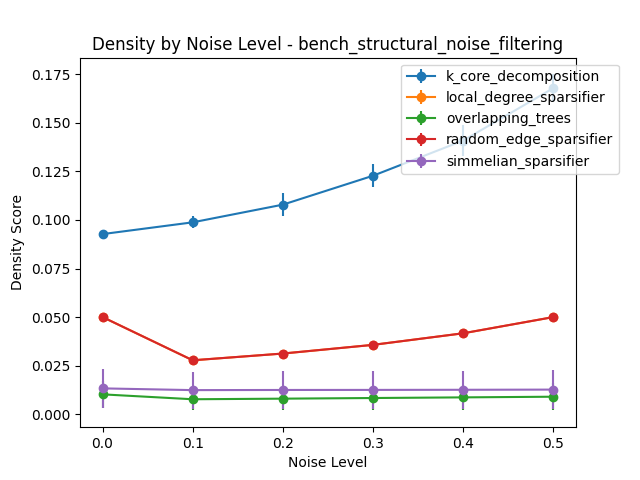 Density by Noise Level - bench_structural_noise_filtering
k_core_decomposition
local_degree_sparsifier
overlapping_trees
random_edge_sparsifier
simmelian_sparsifier
Density Score
0.175
0.150
0.125
0.100
0.075
0.050
0.025
0.000
0.0 0.1 0.2 0.3 0.4 0.5
Noise Level